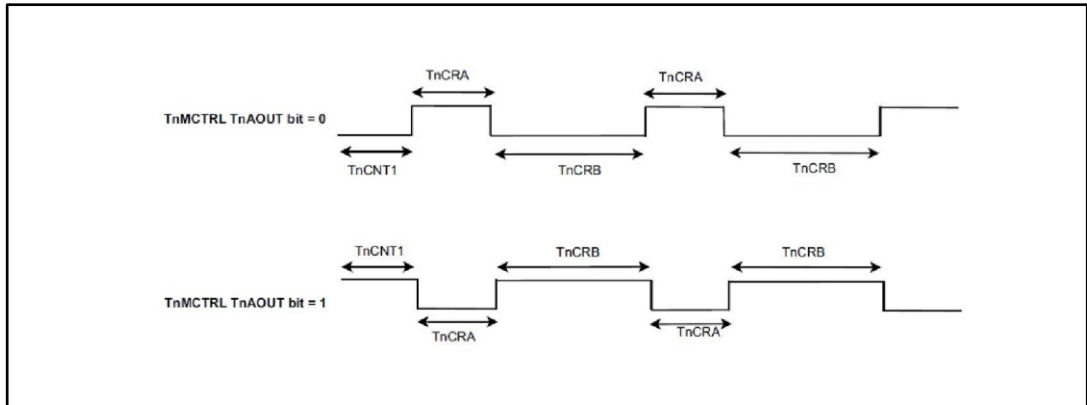 TnCRA
TnCRA
TnMCTRL TnAOUT bit = 0
TnCNT1
TnCRB
TnCRB
TnCNT1
TnCRB
TnCRB
TnMCTRL TnAOUT bit = 1
TnCRA
TnCRA